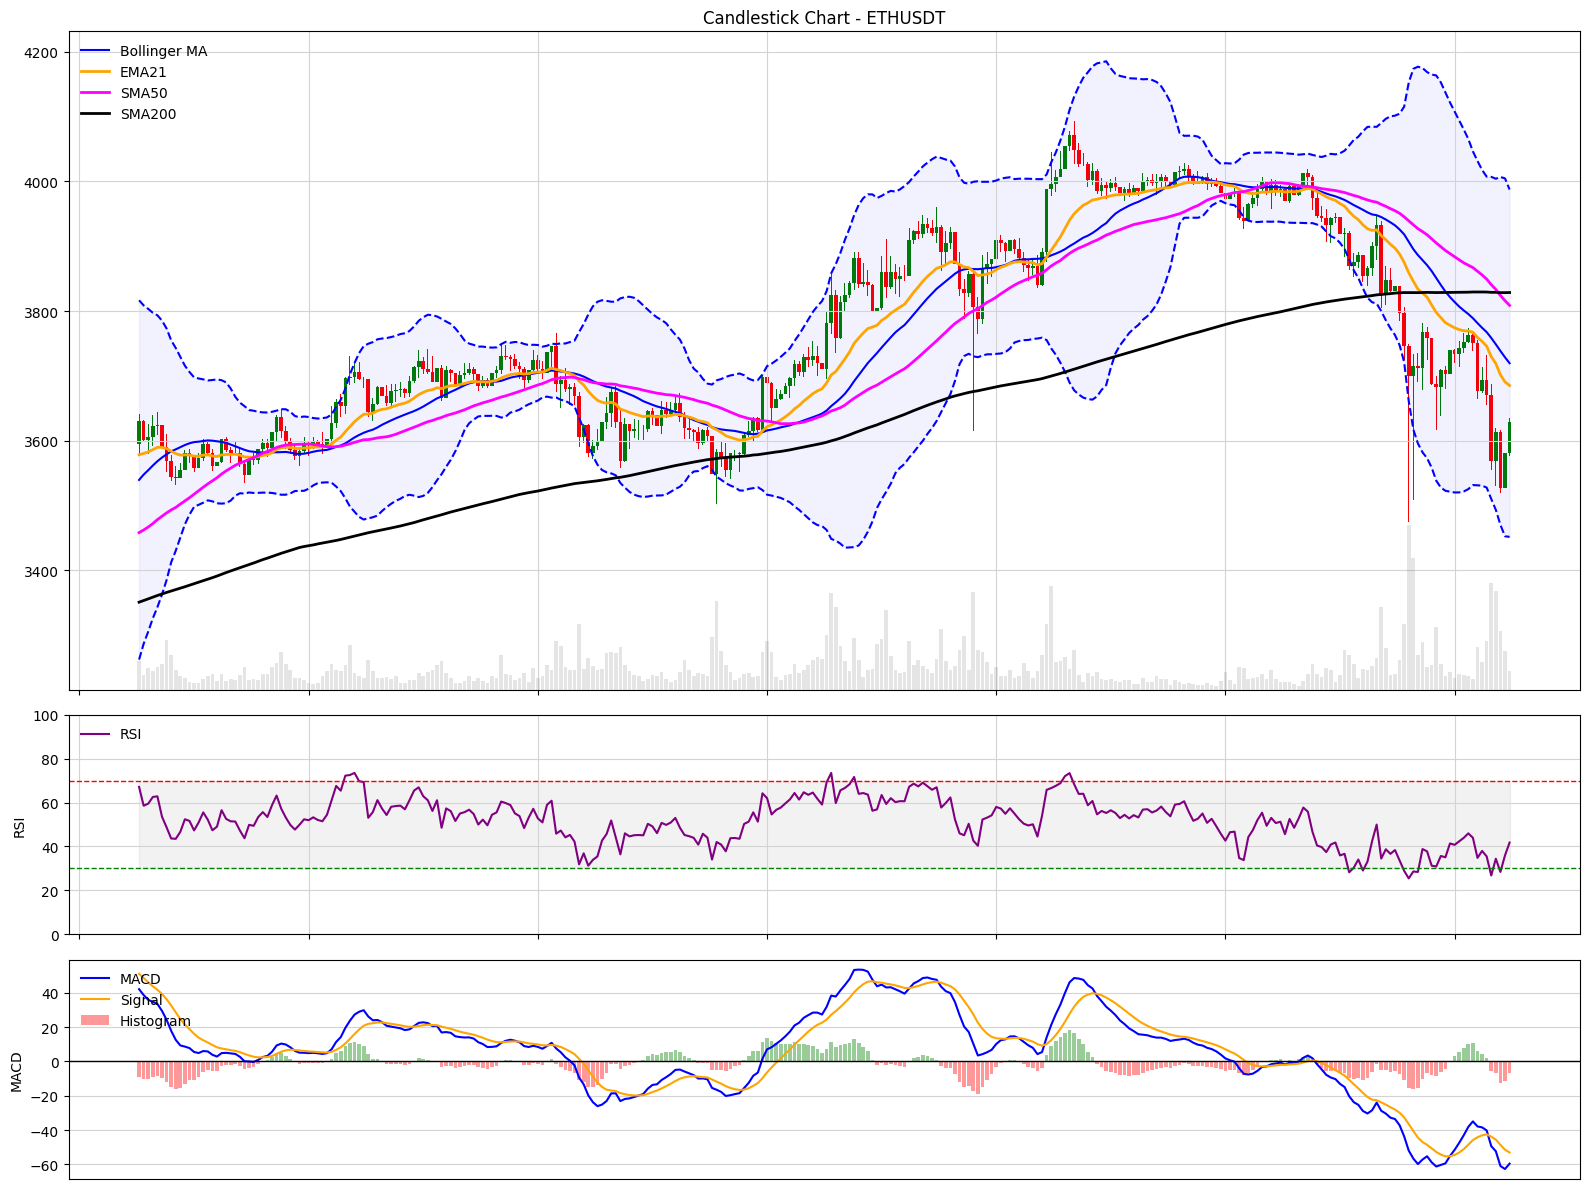 Candlestick Chart - ETHUSDT
Bollinger MA
EMA21
SMA50
SMA200
4200
4000
3800
3600
3400
RSI
RSI
100
80
60
40
20
0
MACD
Signal
Histogram
MACD
40
20
0
−20
−40
−60